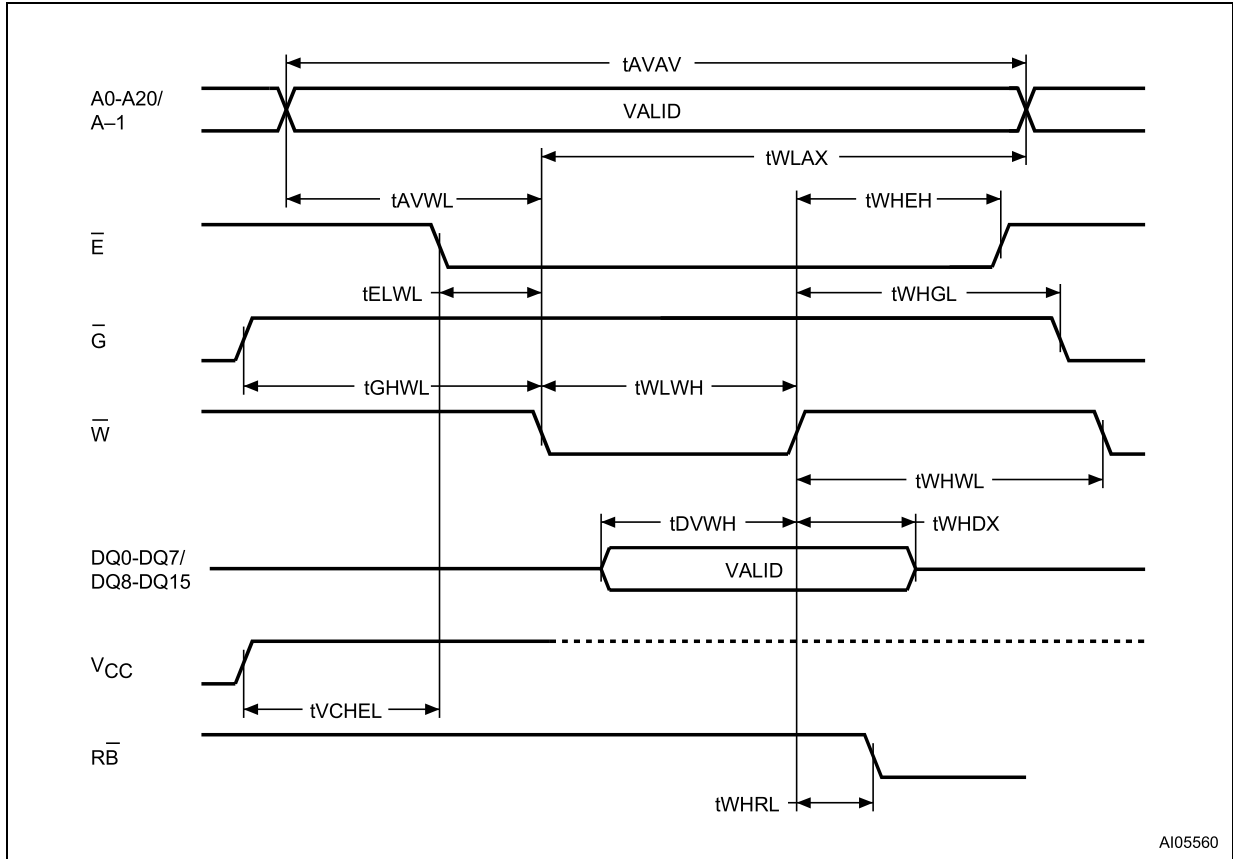 tAVAV
A0-A20/
A–1
VALID
tWLAX
tAVWL
tWHEH
E̅
tELWL
tWHGL
G̅
tGHWL
tWLWH
W̅
tWHWL
tDVWH
tWHDX
DQ0-DQ7/
DQ8-DQ15
VALID
VCC
tVCHEL
RB̅
tWHRL
AI05560